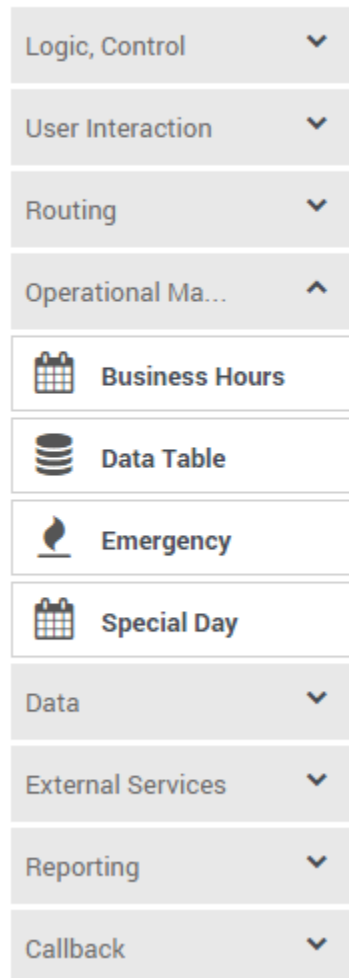 Logic, Control
User Interaction
Routing
Operational Ma...
Business Hours
Data Table
Emergency
Special Day
Data
External Services
Reporting
Callback